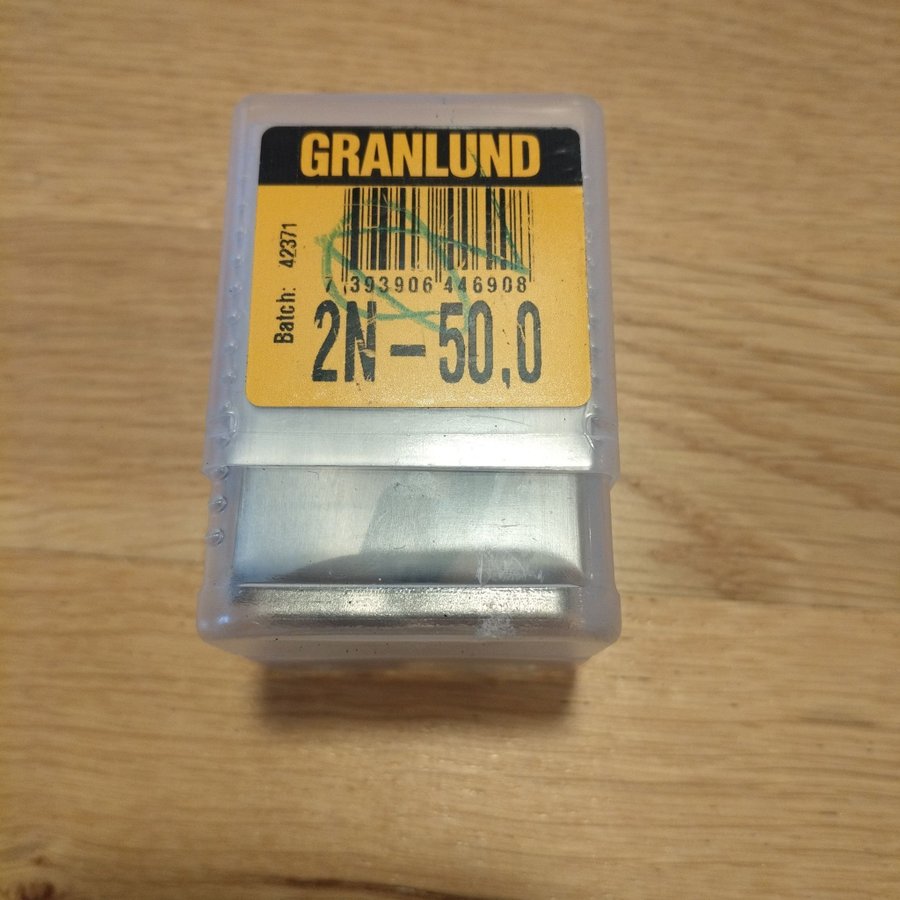 GRANLUND
Batch: 42371
7 393906 446908
2N-50,0